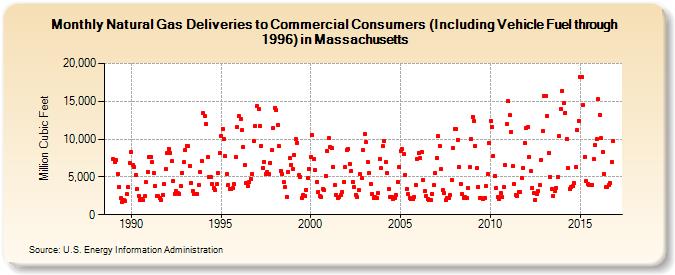 Monthly Natural Gas Deliveries to Commercial Consumers (Including Vehicle Fuel through
1996) in Massachusetts
Million Cubic Feet
20,000
15,000
10,000
5,000
0
1990 1995 2000 2005 2010 2015
Source: U.S. Energy Information Administration